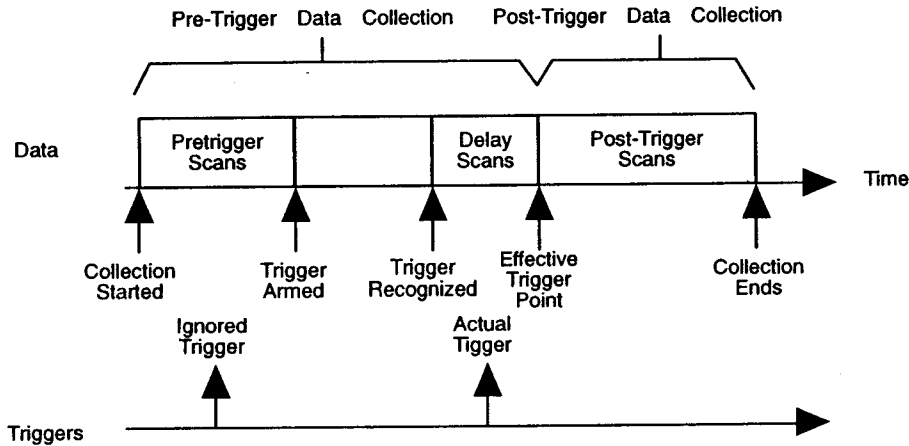 Pre-Trigger Data Collection
Post-Trigger Data Collection
Data
Pretrigger
Scans
Delay
Scans
Post-Trigger
Scans
Time
Collection
Started
Trigger
Armed
Trigger
Recognized
Effective
Trigger
Point
Collection
Ends
Ignored
Trigger
Actual
Tigger
Triggers